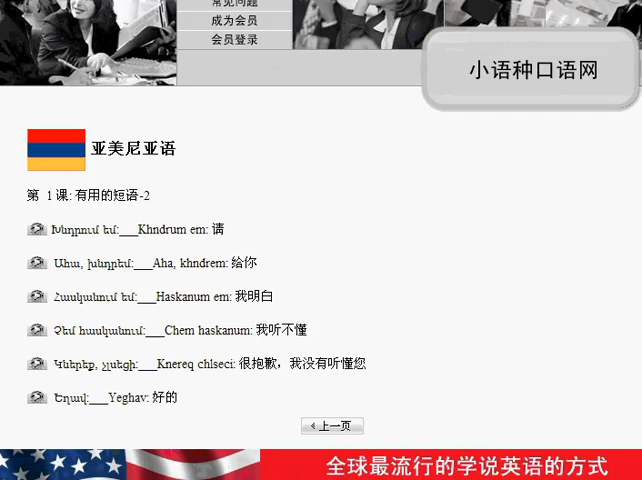 常见问题
成为会员
会员登录
小语种口语网
亚美尼亚语
第 1 课: 有用的短语-2
Խնդրում եմ:___Khndrum em: 请
Ահա, խնդրեմ:___Aha, khndrem: 给你
Հասկանում եմ:___Haskanum em: 我明白
Չեմ հասկանում:___Chem haskanum: 我听不懂
Կներեք, չլսեցի:___Knereq chlseci: 很抱歉，我没有听懂您
Եղավ:___Yeghav: 好的
上一页
全球最流行的学说英语的方式